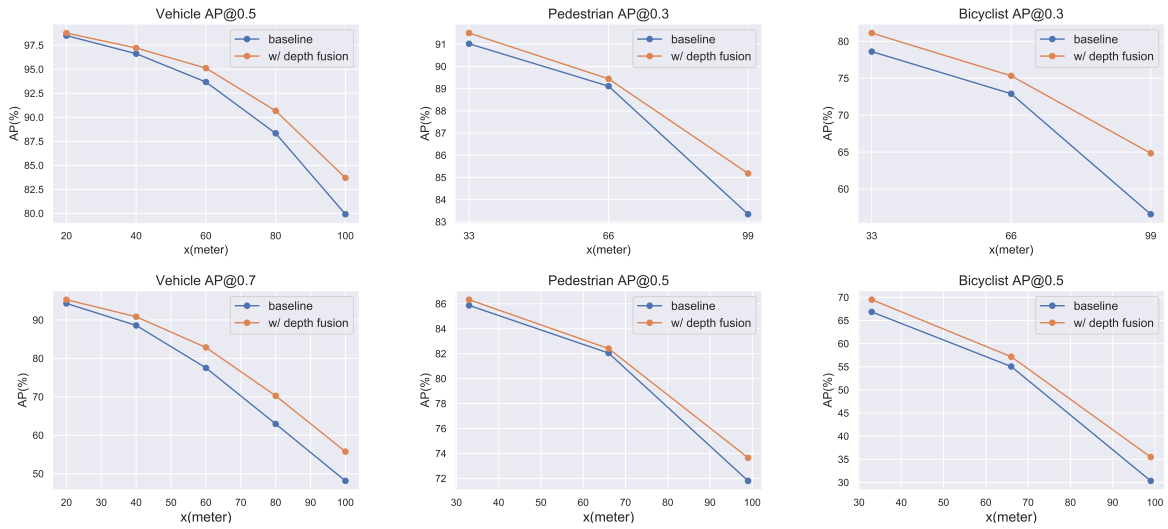 Vehicle AP@0.5
AP(%)
97.5
95.0
92.5
90.0
87.5
85.0
82.5
80.0
baseline
w/ depth fusion
20 40 60 80 100
x(meter)
Pedestrian AP@0.3
AP(%)
91
90
89
88
87
86
85
84
83
baseline
w/ depth fusion
33 66 99
x(meter)
Bicyclist AP@0.3
AP(%)
80
75
70
65
60
baseline
w/ depth fusion
33 66 99
x(meter)
Vehicle AP@0.7
AP(%)
90
80
70
60
50
baseline
w/ depth fusion
20 30 40 50 60 70 80 90 100
x(meter)
Pedestrian AP@0.5
AP(%)
86
84
82
80
78
76
74
72
baseline
w/ depth fusion
30 40 50 60 70 80 90 100
x(meter)
Bicyclist AP@0.5
AP(%)
70
65
60
55
50
45
40
35
30
baseline
w/ depth fusion
30 40 50 60 70 80 90 100
x(meter)